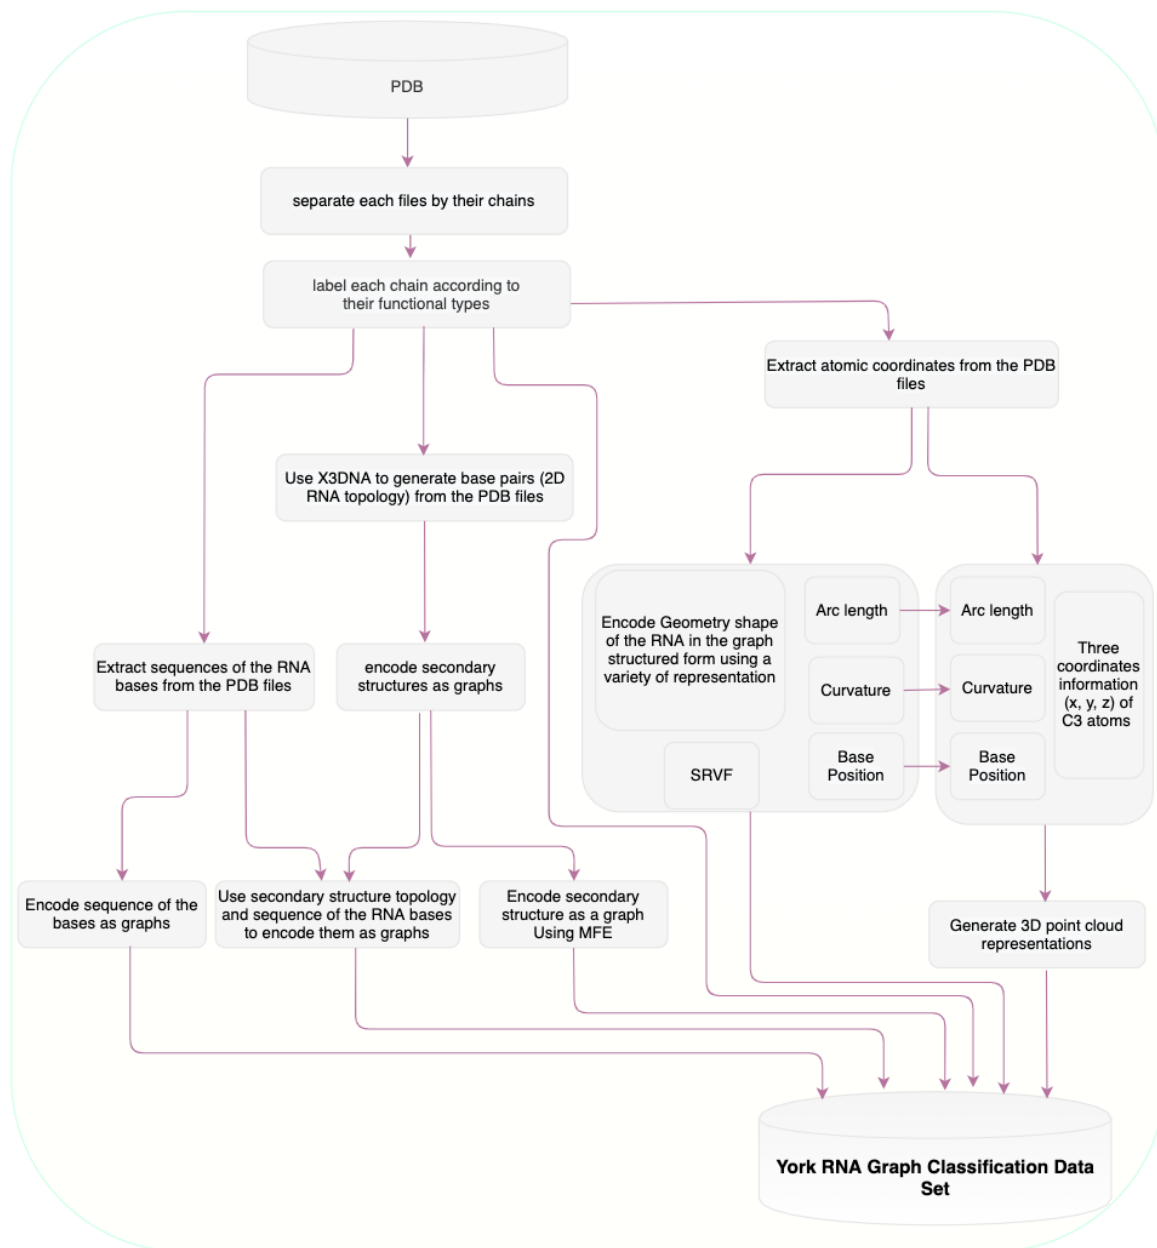 PDB
separate each files by their chains
label each chain according to
their functional types
Extract atomic coordinates from the PDB
files
Use X3DNA to generate base pairs (2D
RNA topology) from the PDB files
Extract sequences of the RNA
bases from the PDB files
encode secondary
structures as graphs
Encode Geometry shape
of the RNA in the graph
structured form using a
variety of representation
Arc length
Curvature
Base
Position
SRVF
Arc length
Curvature
Base
Position
Three
coordinates
information
(x, y, z) of
C3 atoms
Encode sequence of the
bases as graphs
Use secondary structure topology
and sequence of the RNA bases
to encode them as graphs
Encode secondary
structure as a graph
Using MFE
Generate 3D point cloud
representations
York RNA Graph Classification Data
Set